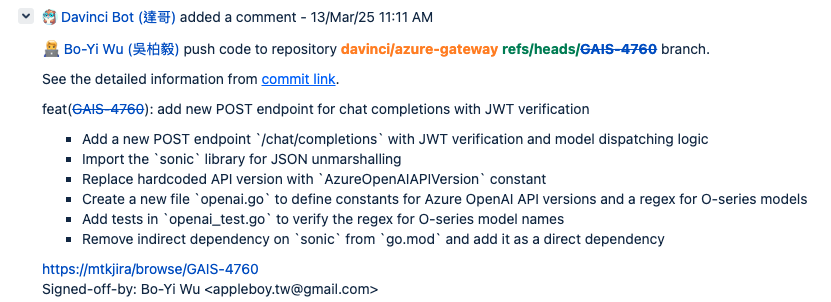 Davinci Bot (達哥) added a comment - 13/Mar/25 11:11 AM
Bo-Yi Wu (吳柏毅) push code to repository davinci/azure-gateway refs/heads/GAIS-4760 branch.
See the detailed information from commit link.
feat(GAIS-4760): add new POST endpoint for chat completions with JWT verification
▪ Add a new POST endpoint `/chat/completions` with JWT verification and model dispatching logic
▪ Import the `sonic` library for JSON unmarshalling
▪ Replace hardcoded API version with `AzureOpenAIAPIVersion` constant
▪ Create a new file `openai.go` to define constants for Azure OpenAI API versions and a regex for O-series models
▪ Add tests in `openai_test.go` to verify the regex for O-series model names
▪ Remove indirect dependency on `sonic` from `go.mod` and add it as a direct dependency
https://mtkjira/browse/GAIS-4760
Signed-off-by: Bo-Yi Wu <appleboy.tw@gmail.com>